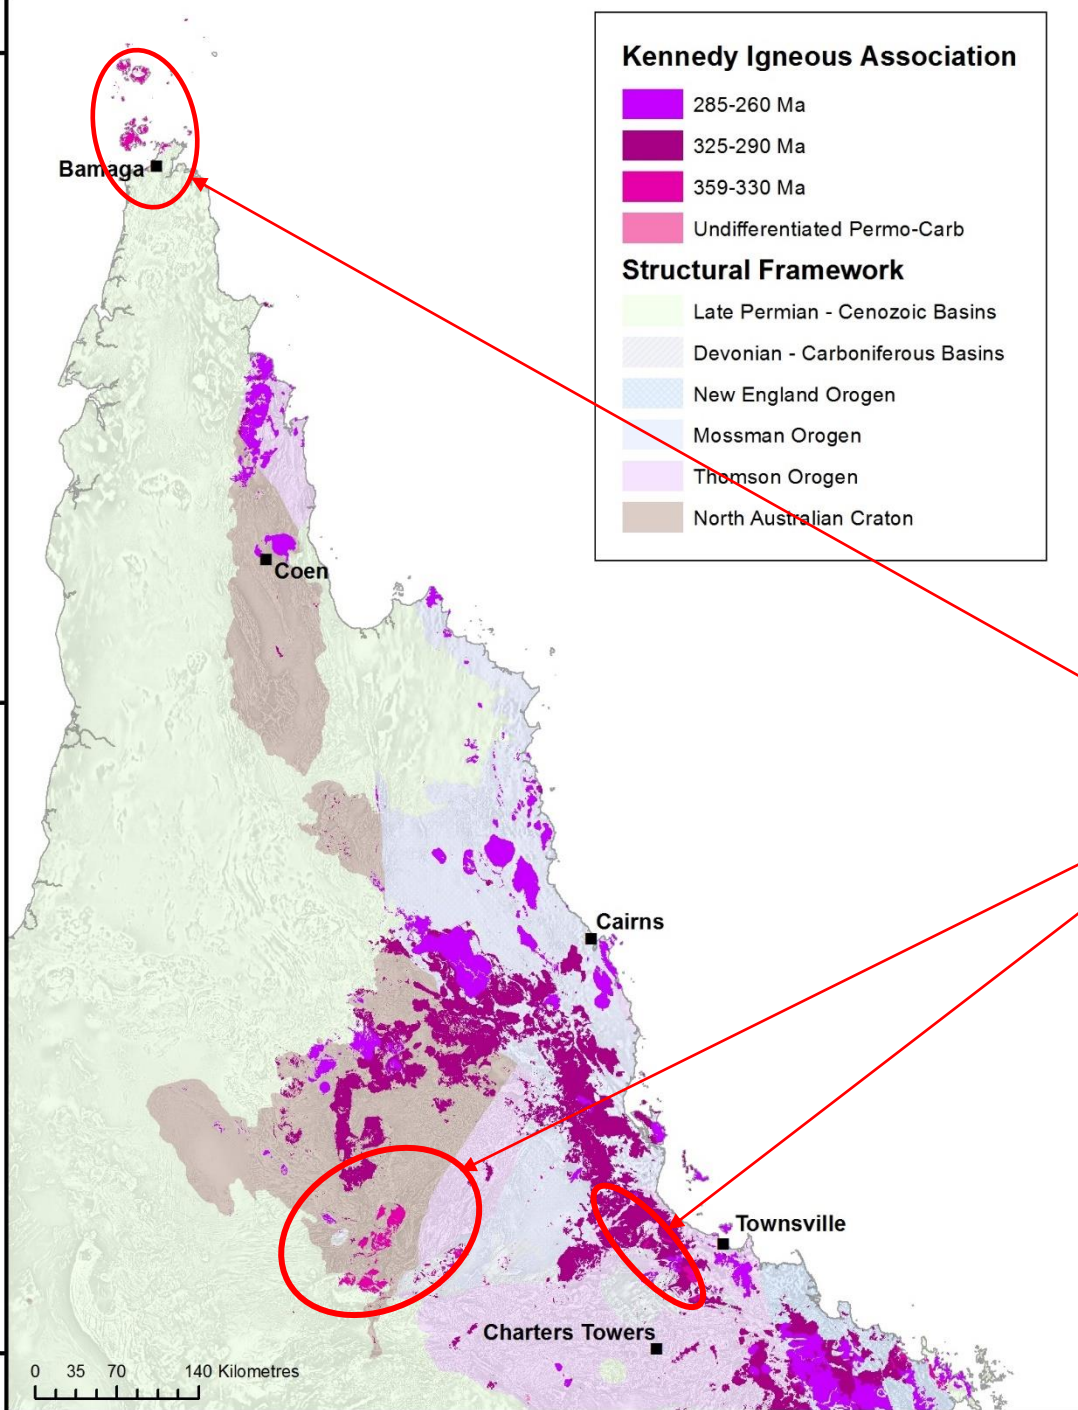 Kennedy Igneous Association
285-260 Ma
325-290 Ma
359-330 Ma
Undifferentiated Permo-Carb
Structural Framework
Late Permian - Cenozoic Basins
Devonian - Carboniferous Basins
New England Orogen
Mossman Orogen
Thomson Orogen
North Australian Craton
Bamaga
Coen
Cairns
Townsville
Charters Towers
0 35 70 140 Kilometres